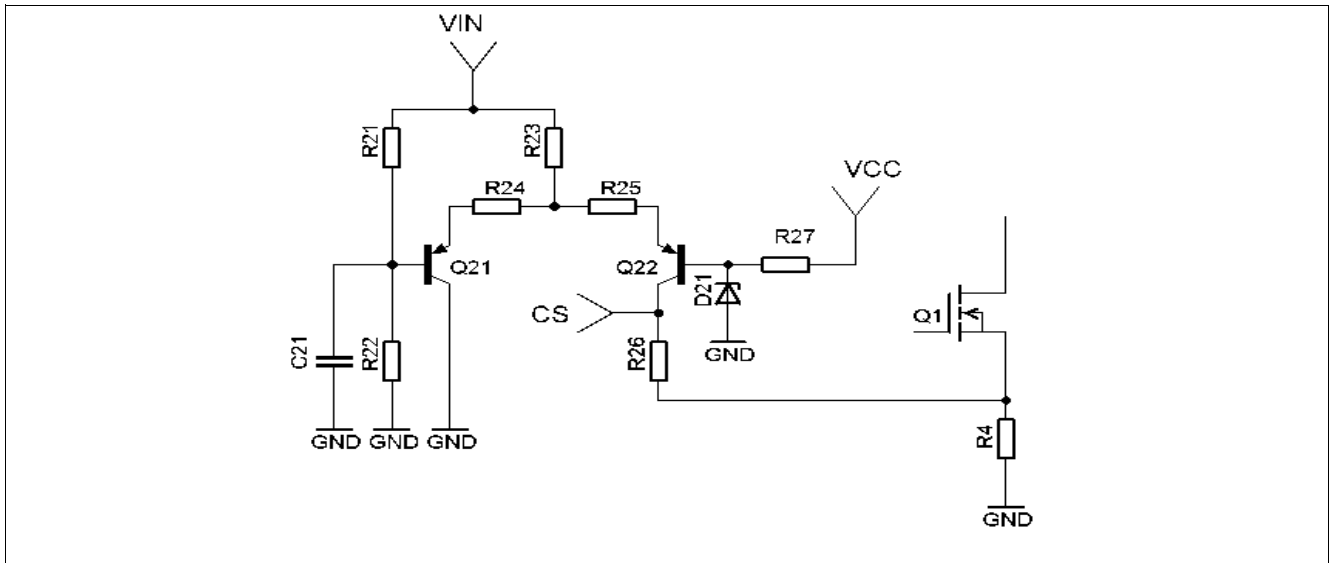 VIN
R21
R23
R24
R25
VCC
Q21
Q22
D21
R27
CS
Q1
GND
C21
R22
R26
R4
GND
GND
GND
GND